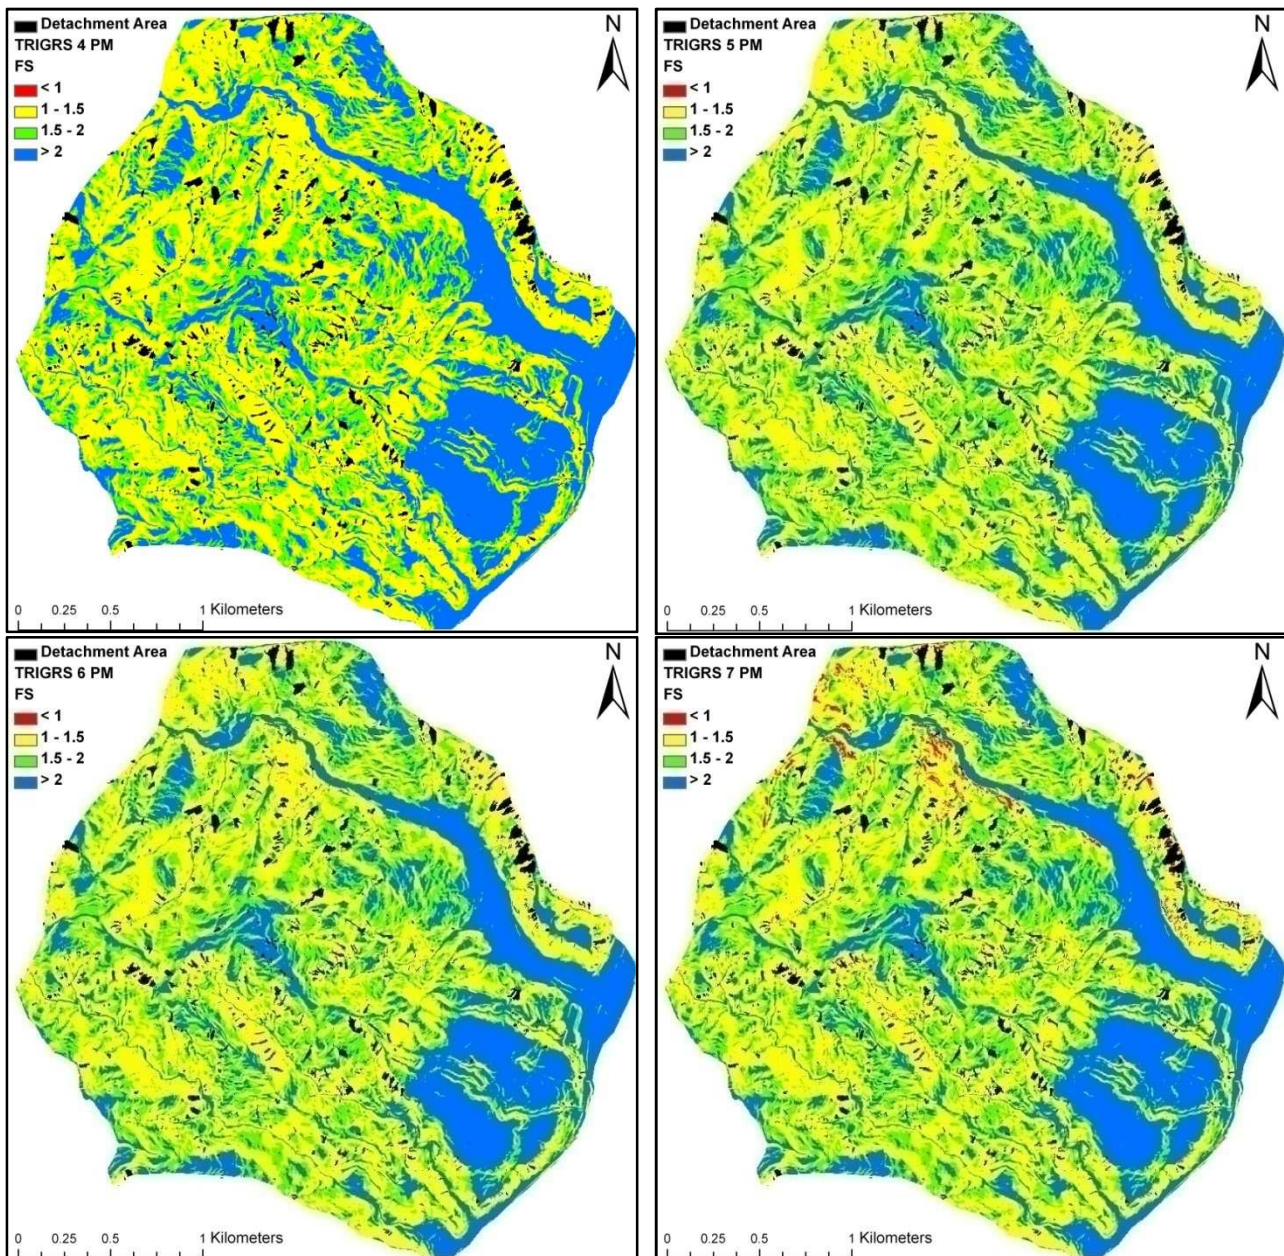 Detachment Area
TRIGRS 4 PM
FS
< 1
1 - 1.5
1.5 - 2
> 2
N
0 0.25 0.5 1 Kilometers
Detachment Area
TRIGRS 5 PM
FS
< 1
1 - 1.5
1.5 - 2
> 2
N
0 0.25 0.5 1 Kilometers
Detachment Area
TRIGRS 6 PM
FS
< 1
1 - 1.5
1.5 - 2
> 2
N
0 0.25 0.5 1 Kilometers
Detachment Area
TRIGRS 7 PM
FS
< 1
1 - 1.5
1.5 - 2
> 2
N
0 0.25 0.5 1 Kilometers